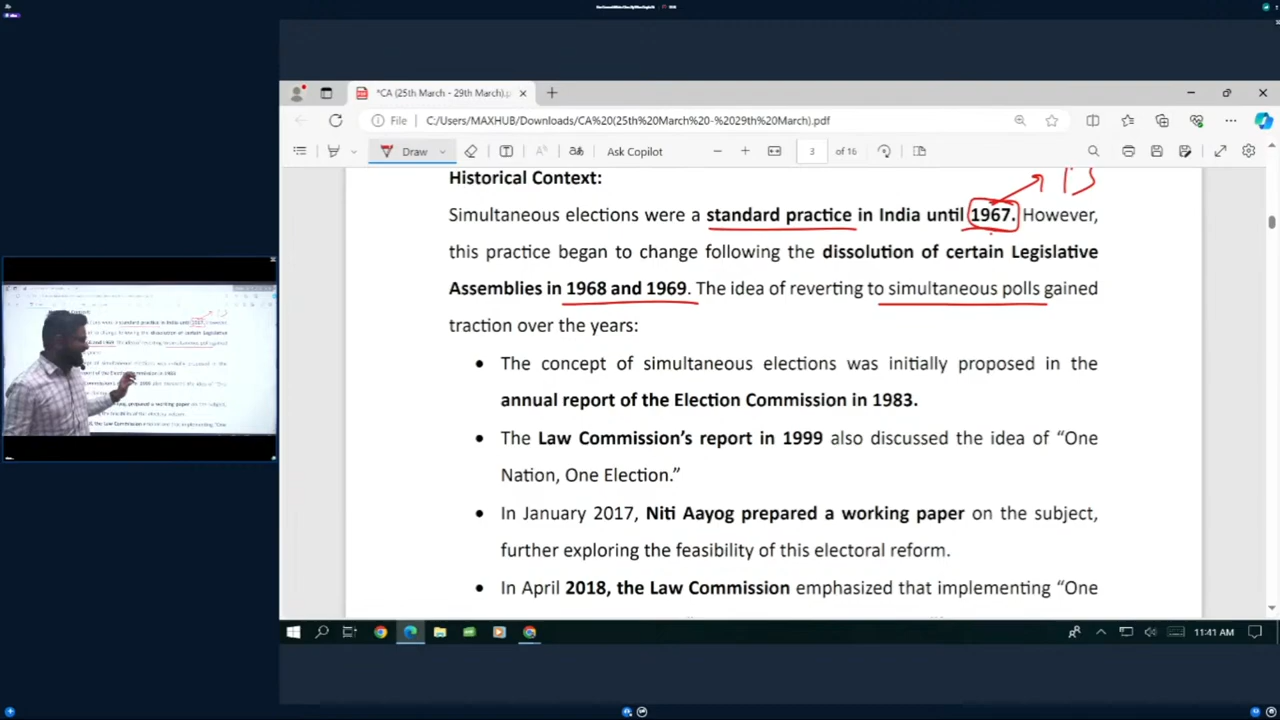 *CA (25th March - 29th March).p
File C:/Users/MAXHUB/Downloads/CA%20(25th%20March%20-%2029th%20March).pdf
Draw
Ask Copilot
3 of 16
Historical Context:
Simultaneous elections were a standard practice in India until 1967. However,
this practice began to change following the dissolution of certain Legislative
Assemblies in 1968 and 1969. The idea of reverting to simultaneous polls gained
traction over the years:
• The concept of simultaneous elections was initially proposed in the
annual report of the Election Commission in 1983.
• The Law Commission’s report in 1999 also discussed the idea of “One
Nation, One Election.”
• In January 2017, Niti Aayog prepared a working paper on the subject,
further exploring the feasibility of this electoral reform.
• In April 2018, the Law Commission emphasized that implementing “One
11:41 AM